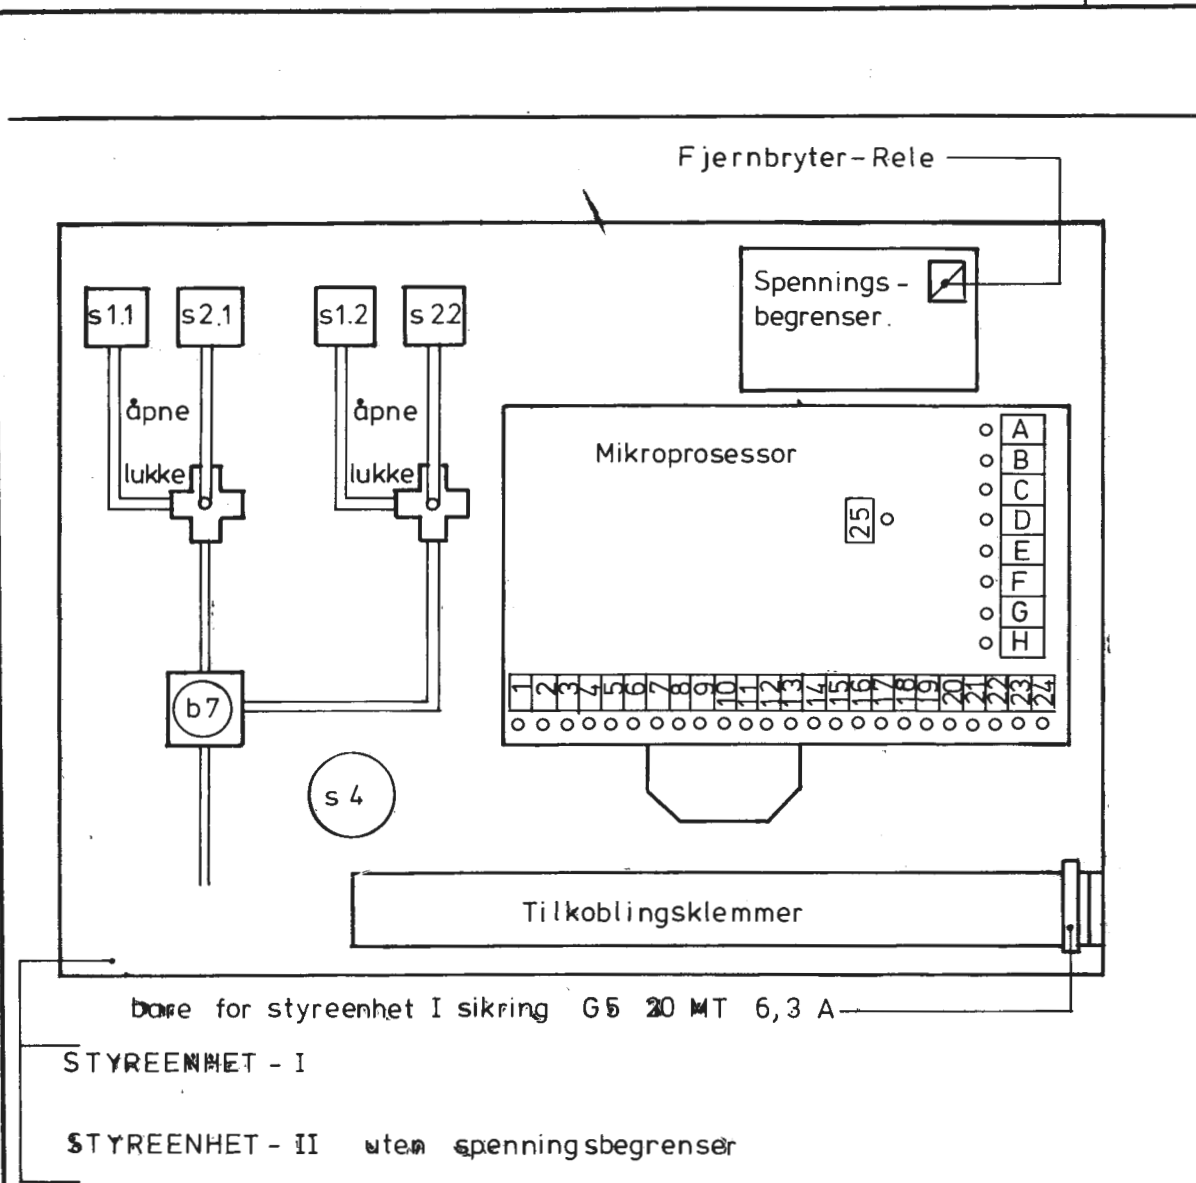 Fjernbryter-Rele
Spennings-
begrenser.
s1.1
s2.1
s1.2
s22
åpne
åpne
lukke
lukke
Mikroprosessor
A
B
C
D
E
F
G
H
25
1 2 3 4 5 6 7 8 9 10 11 12 13 14 15 16 17 18 19 20 21 22 23 24
b7
s 4
Tilkoblingsklemmer
bare for styreenhet I sikring G5 20 MT 6,3 A
STYREENHET - I
STYREENHET - II uten spenningsbegrenser